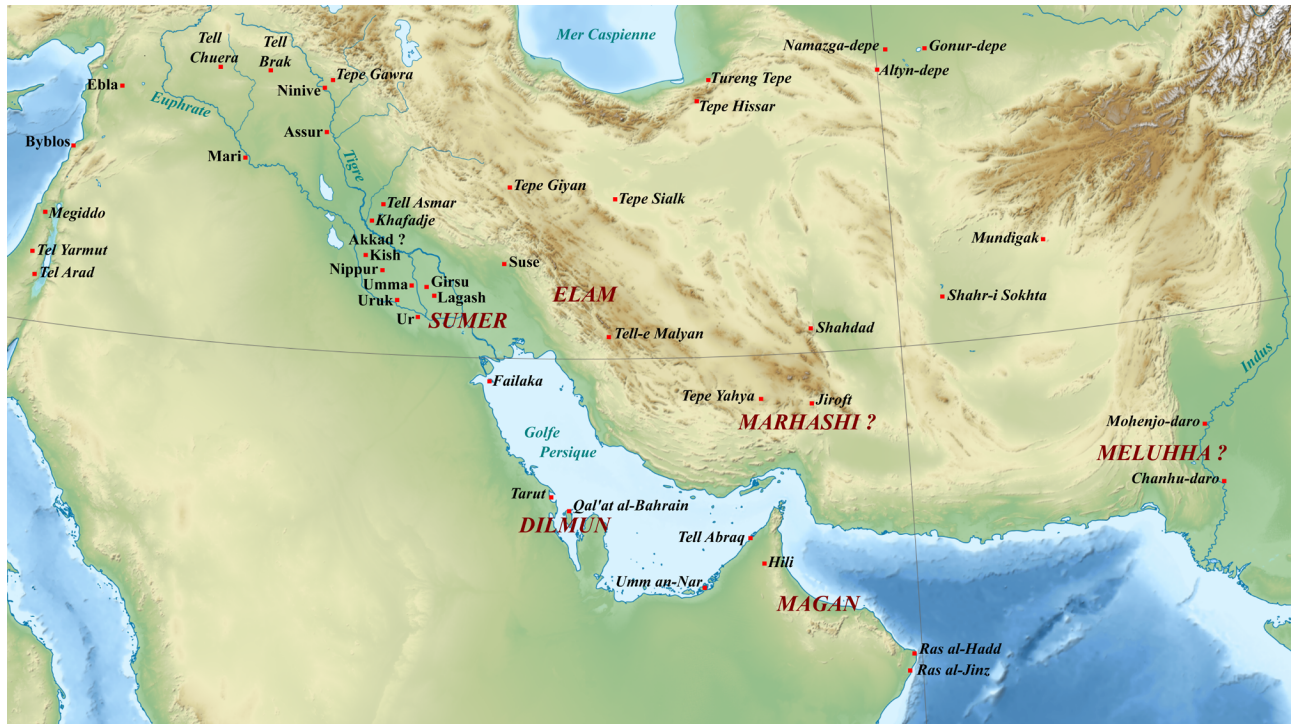 Mer Caspienne
Namazga-depe
Gonur-depe
Altyn-depe
Tell
Chuera
Tell
Brak
Tepe Gawra
Ninive
Tureng Tepe
Tepe Hissar
Ebla
Euphrate
Assur
Byblos
Mari
Tigre
Tepe Giyan
Tepe Sialk
Tell Asmar
Khafadje
Megiddo
Akkad ?
Kish
Tel Yarmut
Tel Arad
Nippur
Suse
Mundigak
Umma
Girsu
Uruk
Lagash
ELAM
Shahr-i Sokhta
Ur
SUMER
Tell-e Malyan
Shahdad
Indus
Failaka
Tepe Yahya
Jiroft
MARHASHI ?
Mohenjo-daro
Golfe
Persique
MELUHHA ?
Chanhu-daro
Tarut
Qal'at al-Bahrain
DILMUN
Tell Abraq
Hili
Umm an-Nar
MAGAN
Ras al-Hadd
Ras al-Jinz